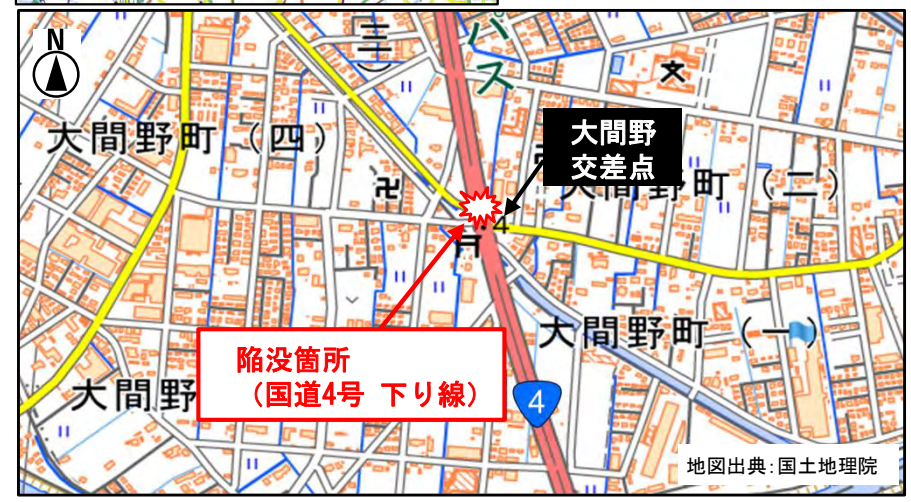 N
(三)
バス
大間野
交差点
大間野町(四)
大間野町(二)
4
陥没箇所
(国道4号 下り線)
大間野町(一)
大間野
4
地図出典:国土地理院